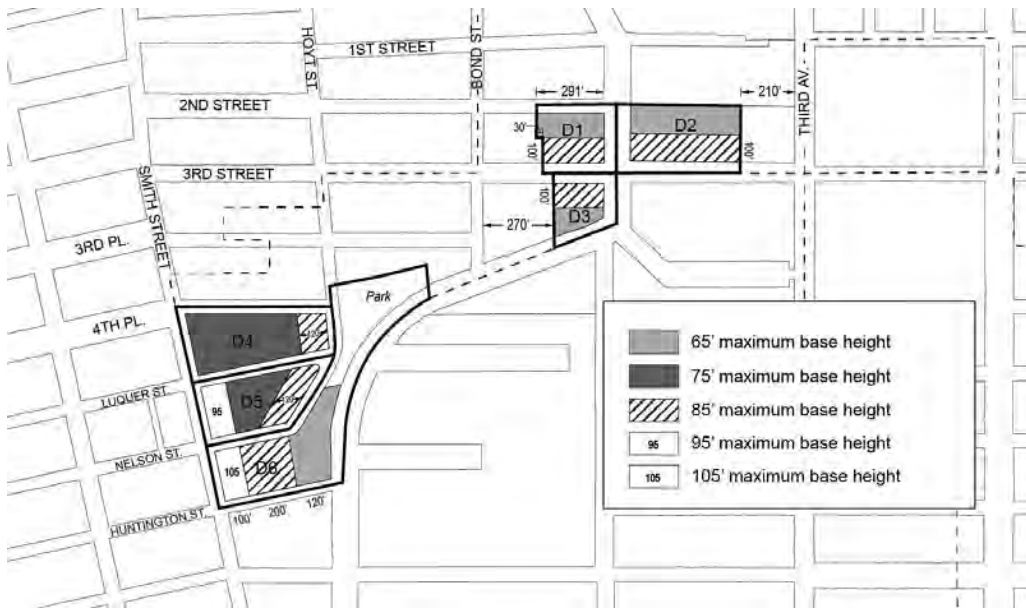 HOYT ST.
BOND ST.
1ST STREET
THIRD AV.
2ND STREET
291'
210'
30'
D1
D2
100'
100'
3RD STREET
SMITH STREET
100'
D3
270'
3RD PL.
Park
4TH PL.
D4
120'
65' maximum base height
75' maximum base height
LUQUER ST.
95
D5
120'
85' maximum base height
95
95' maximum base height
NELSON ST.
105
D6
105
105' maximum base height
HUNTINGTON ST.
100'
200'
120'